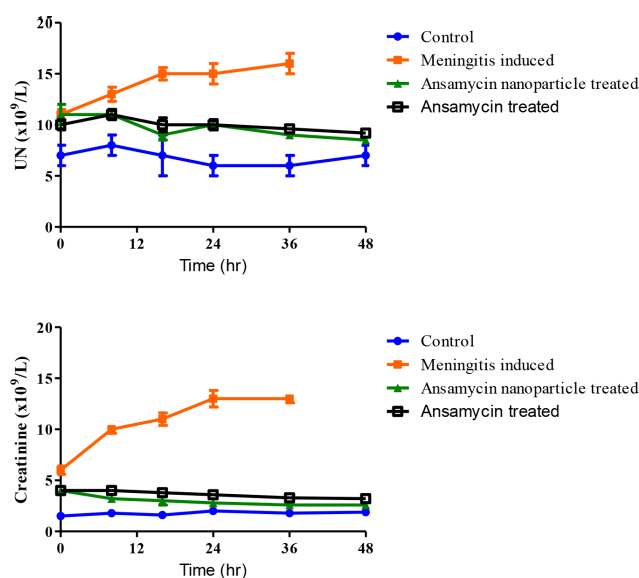 20
15
10
5
0
UN (x10⁹/L)
0 12 24 36 48
Time (hr)
Control
Meningitis induced
Ansamycin nanoparticle treated
Ansamycin treated
20
15
10
5
0
Creatinine (x10⁹/L)
0 12 24 36 48
Time (hr)
Control
Meningitis induced
Ansamycin nanoparticle treated
Ansamycin treated